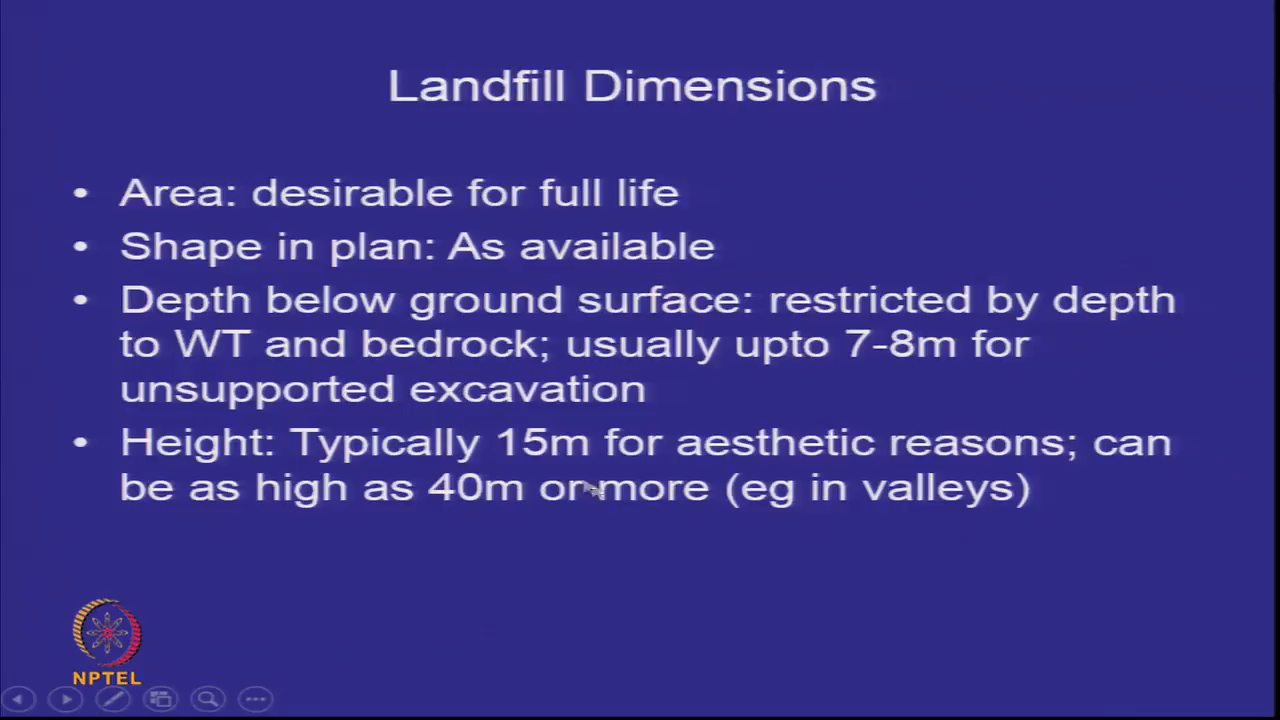 Landfill Dimensions
• Area: desirable for full life
• Shape in plan: As available
• Depth below ground surface: restricted by depth
to WT and bedrock; usually upto 7-8m for
unsupported excavation
• Height: Typically 15m for aesthetic reasons; can
be as high as 40m or more (eg in valleys)
NPTEL